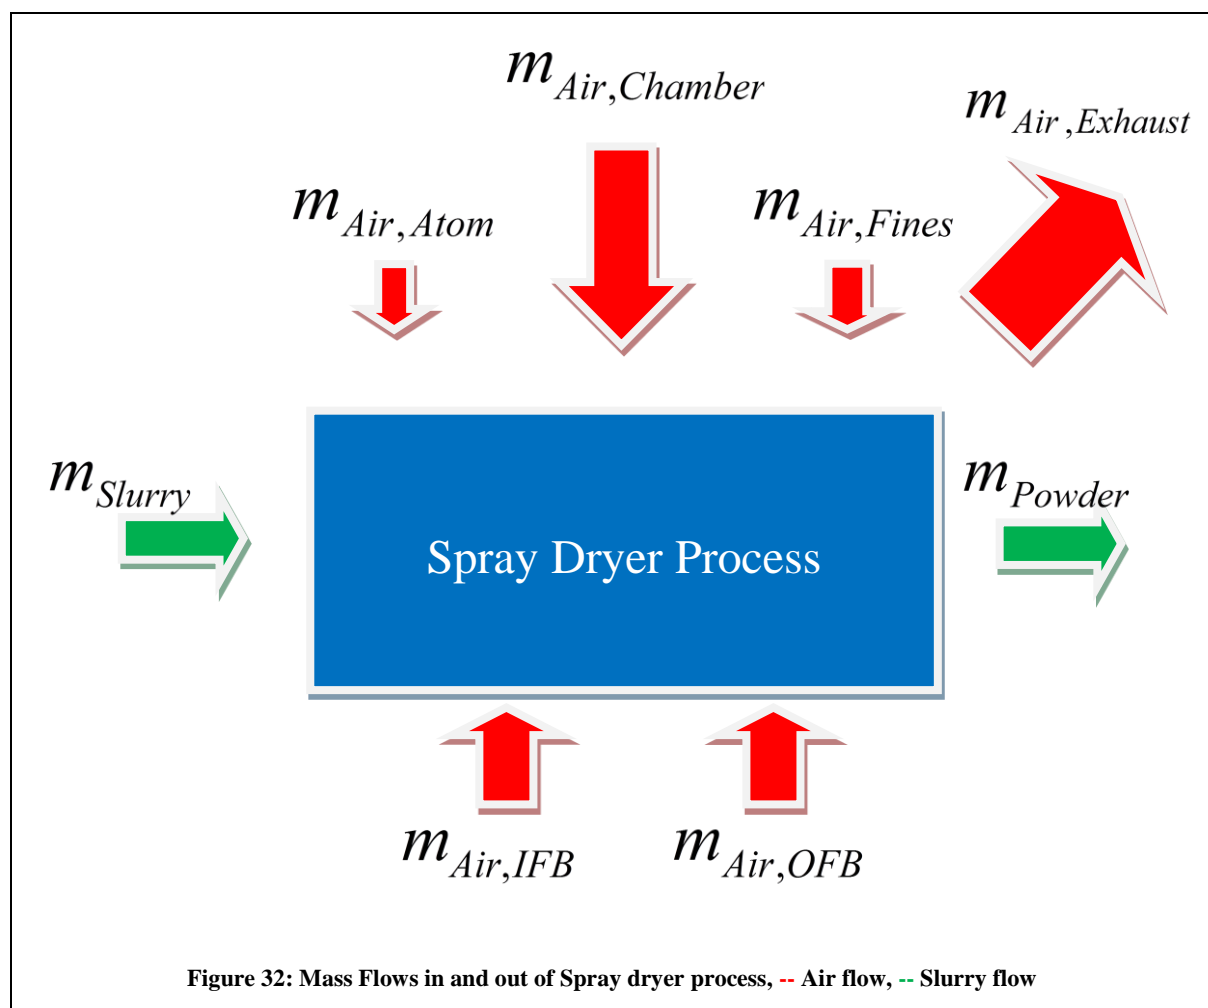 m Air,Chamber
m Air,Exhaust
m Air,Atom
m Air,Fines
m Slurry
m Powder
Spray Dryer Process
m Air,IFB
m Air,OFB
Figure 32: Mass Flows in and out of Spray dryer process, -- Air flow, -- Slurry flow